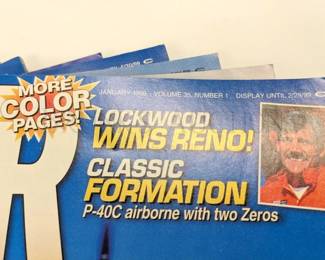 JANUARY 1999 • VOLUME 35, NUMBER 1 DISPLAY UNTIL 2/28/99
MORE
COLOR
PAGES!
LOCKWOOD
WINS RENO!
CLASSIC
FORMATION
P-40C airborne with two Zeros
R